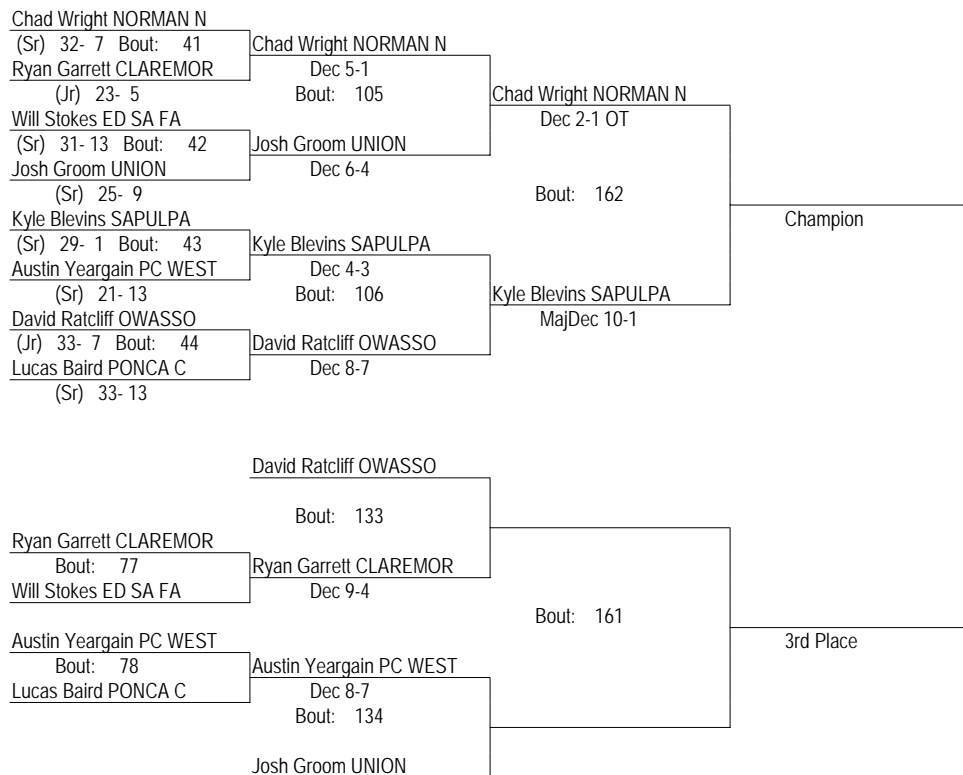 Chad Wright NORMAN N
(Sr) 32- 7 Bout: 41
Ryan Garrett CLAREMOR
(Jr) 23- 5
Will Stokes ED SA FA
(Sr) 31- 13 Bout: 42
Josh Groom UNION
(Sr) 25- 9
Kyle Blevins SAPULPA
(Sr) 29- 1 Bout: 43
Austin Yeargain PC WEST
(Sr) 21- 13
David Ratcliff OWASSO
(Jr) 33- 7 Bout: 44
Lucas Baird PONCA C
(Sr) 33- 13
Chad Wright NORMAN N
Dec 5-1
Bout: 105
Josh Groom UNION
Dec 6-4
Kyle Blevins SAPULPA
Dec 4-3
Bout: 106
David Ratcliff OWASSO
Dec 8-7
Chad Wright NORMAN N
Dec 2-1 OT
Bout: 162
Kyle Blevins SAPULPA
MajDec 10-1
Champion
Ryan Garrett CLAREMOR
Bout: 77
Will Stokes ED SA FA
Austin Yeargain PC WEST
Bout: 78
Lucas Baird PONCA C
David Ratcliff OWASSO
Bout: 133
Ryan Garrett CLAREMOR
Dec 9-4
Austin Yeargain PC WEST
Dec 8-7
Bout: 134
Josh Groom UNION
Bout: 161
3rd Place